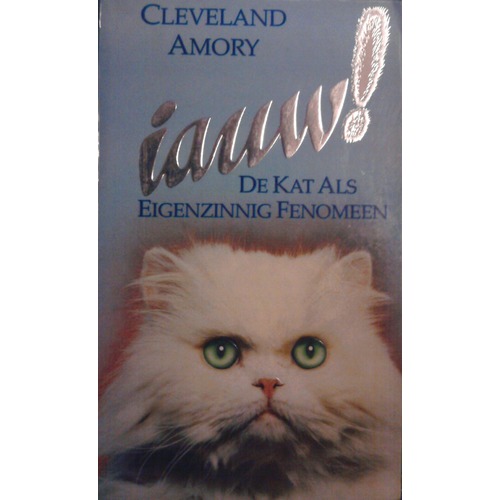 CLEVELAND
AMORY
iauw!
DE KAT ALS
EIGENZINNIG FENOMEEN